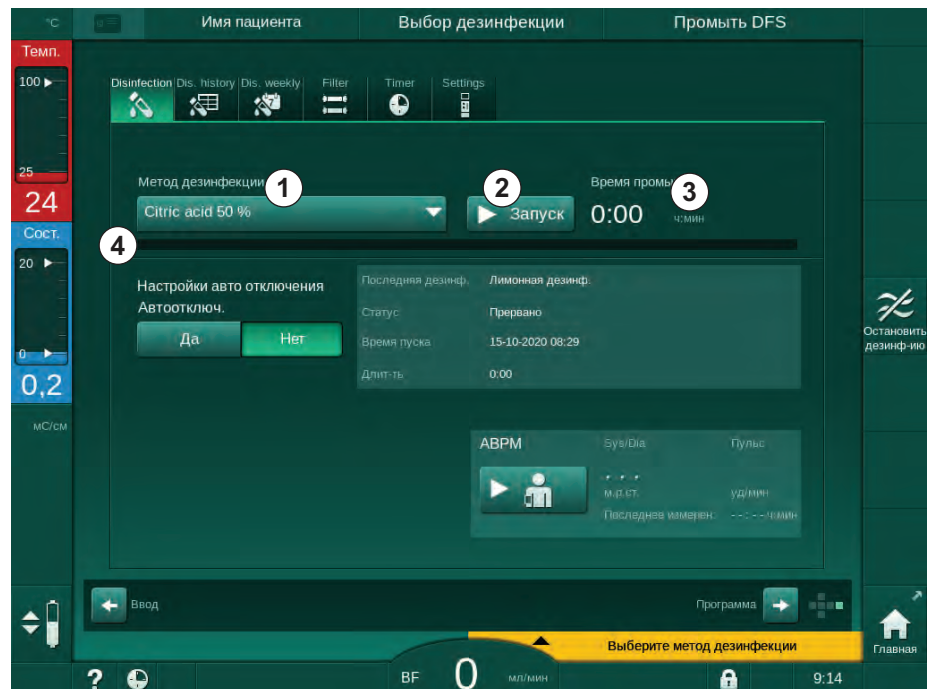 °C
Имя пациента Выбор дезинфекции Промыть DFS
Темп.
100
25
24
Сост.
20
0
0,2
мС/см
Disinfection Dis. history Dis. weekly Filter Timer Settings
Метод дезинфекции 1
Citric acid 50 %
2
Запуск
Время промы 3
0:00 ч:мин
4
Настройки авто отключения
Автоотключ.
Да Нет
Последняя дезинф. Лимонная дезинф.
Статус Прервано
Время пуска 15-10-2020 08:29
Длит-ть 0:00
АВРМ Sys/Dia Пульс
- - -
м.р.ст. уд/мин
Последнее измерен. --:-- ч:мин
Остановить
дезинф-ию
Ввод
Программа
Выберите метод дезинфекции
Главная
? BF 0 мл/мин 9:14